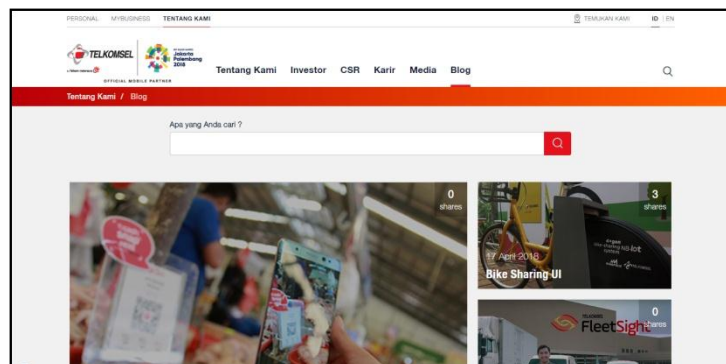 PERSONAL MYBUSINESS TENTANG KAMI
TEMUKAN KAMI ID | EN
TELKOMSEL
Jakarta
Palembang
2018
OFFICIAL MOBILE PARTNER
Tentang Kami Investor CSR Karir Media Blog
Tentang Kami / Blog
Apa yang Anda cari ?
0
shares
3
shares
17 April 2018
Bike Sharing UI
0
shares
FleetSight